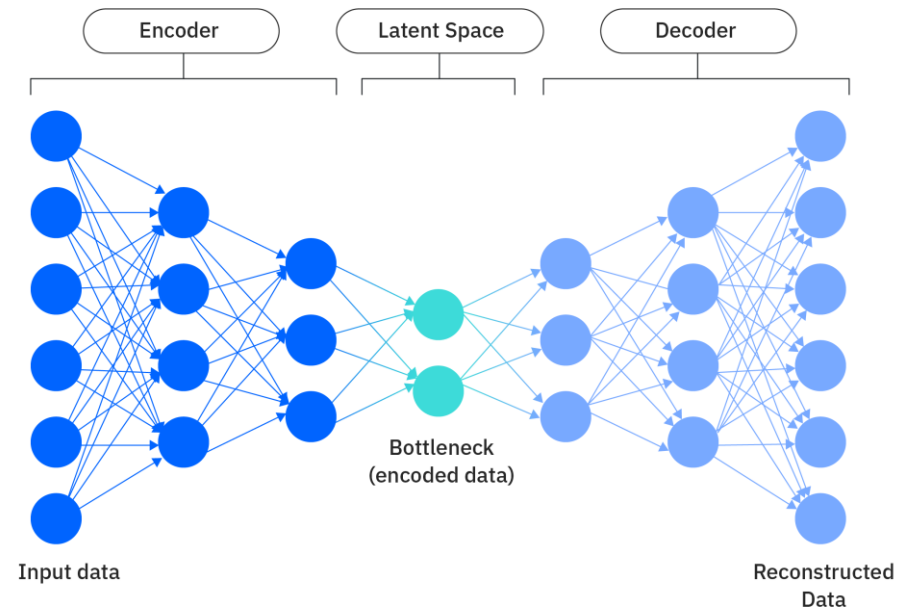 Encoder
Latent Space
Decoder
Bottleneck
(encoded data)
Input data
Reconstructed
Data